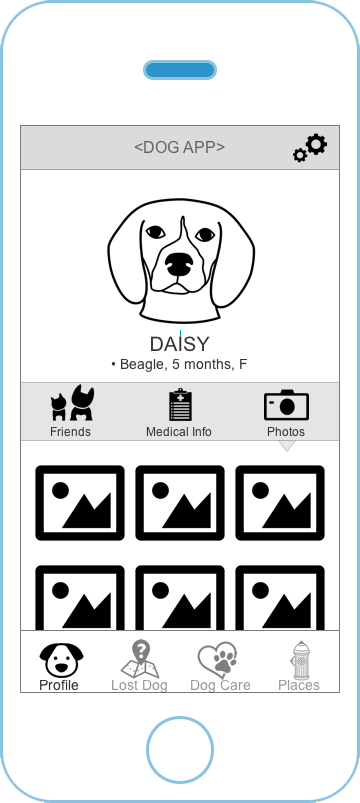 <DOG APP>
DAISY
• Beagle, 5 months, F
Friends Medical Info Photos
?
Profile Lost Dog Dog Care Places